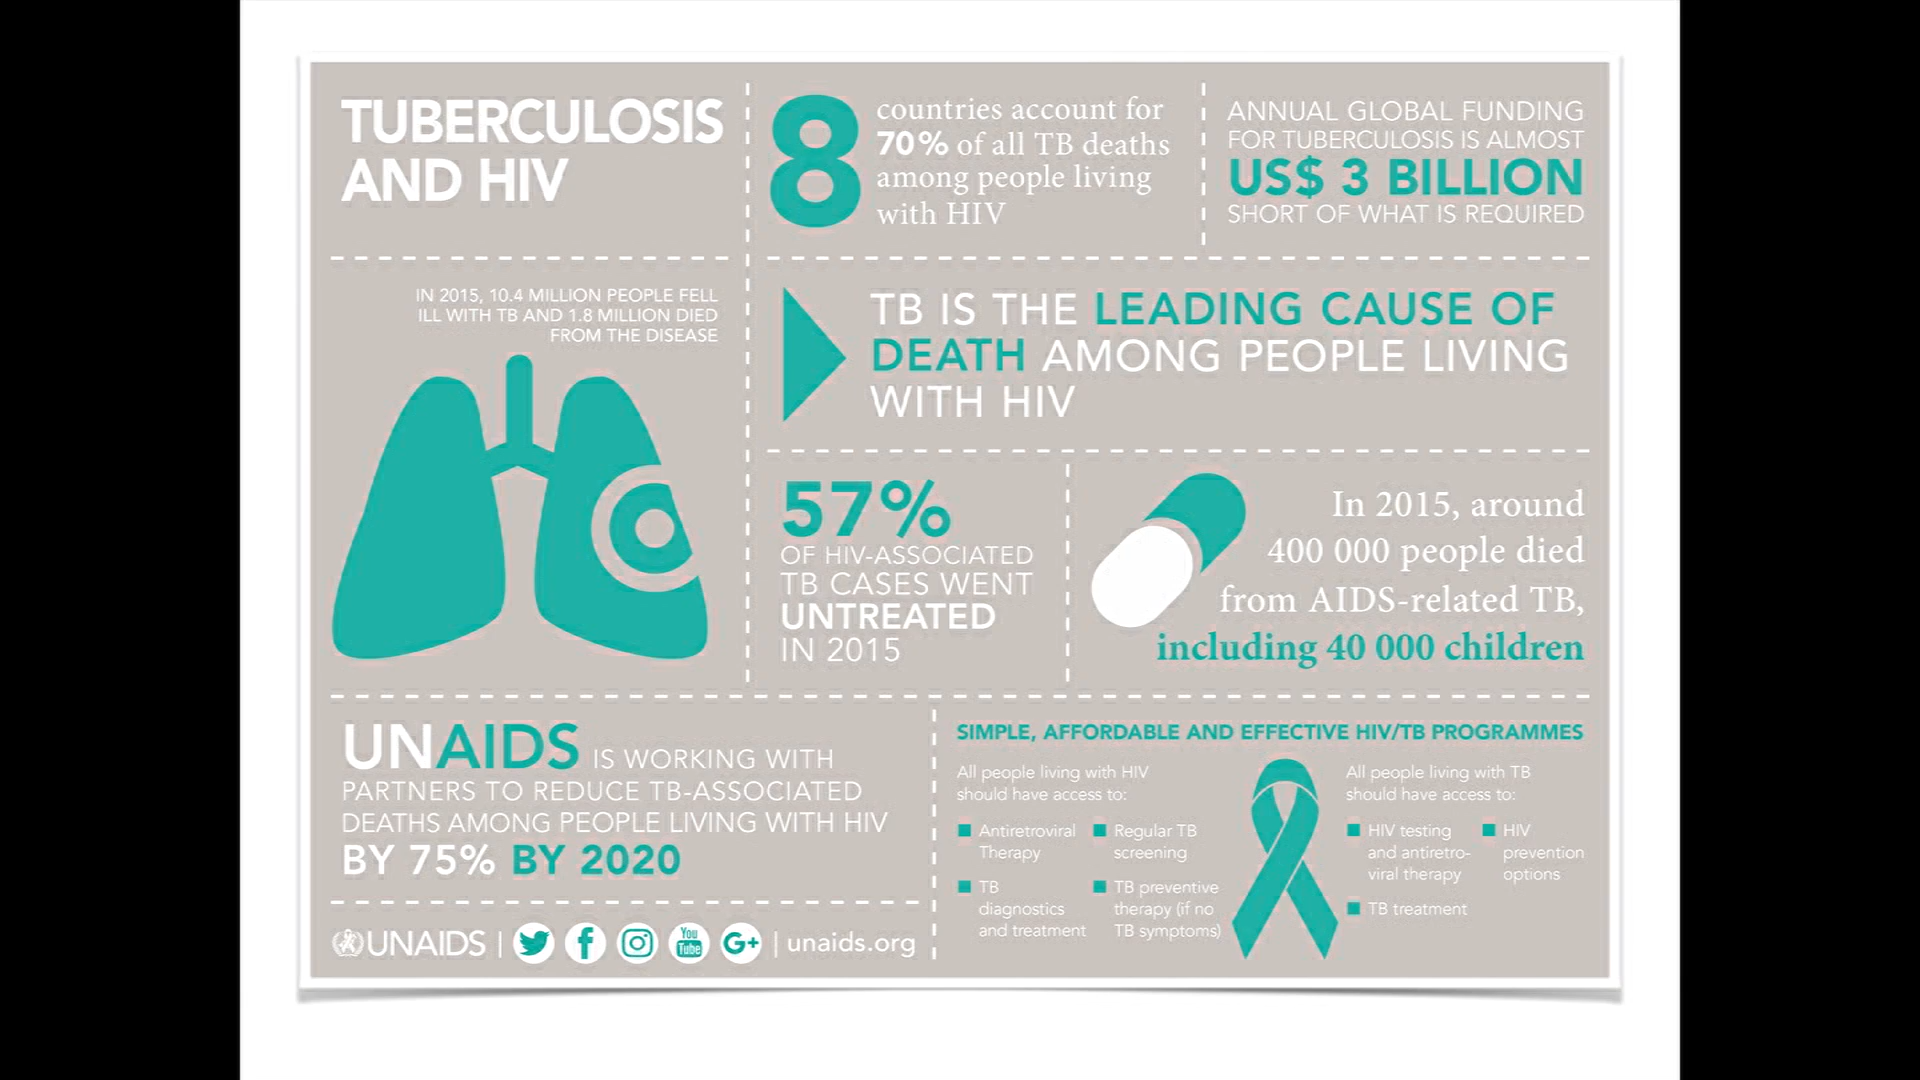 TUBERCULOSIS
AND HIV
8
countries account for
70% of all TB deaths
among people living
with HIV
ANNUAL GLOBAL FUNDING
FOR TUBERCULOSIS IS ALMOST
US$ 3 BILLION
SHORT OF WHAT IS REQUIRED
IN 2015, 10.4 MILLION PEOPLE FELL
ILL WITH TB AND 1.8 MILLION DIED
FROM THE DISEASE
TB IS THE LEADING CAUSE OF
DEATH AMONG PEOPLE LIVING
WITH HIV
57%
OF HIV-ASSOCIATED
TB CASES WENT
UNTREATED
IN 2015
In 2015, around
400 000 people died
from AIDS-related TB,
including 40 000 children
UNAIDS IS WORKING WITH
PARTNERS TO REDUCE TB-ASSOCIATED
DEATHS AMONG PEOPLE LIVING WITH HIV
BY 75% BY 2020
UNAIDS | You Tube G+ | unaids.org
SIMPLE, AFFORDABLE AND EFFECTIVE HIV/TB PROGRAMMES
All people living with HIV
should have access to:
Antiretroviral
Therapy
Regular TB
screening
TB
diagnostics
and treatment
TB preventive
therapy (if no
TB symptoms)
All people living with TB
should have access to:
HIV testing
and antiretro-
viral therapy
HIV
prevention
options
TB treatment